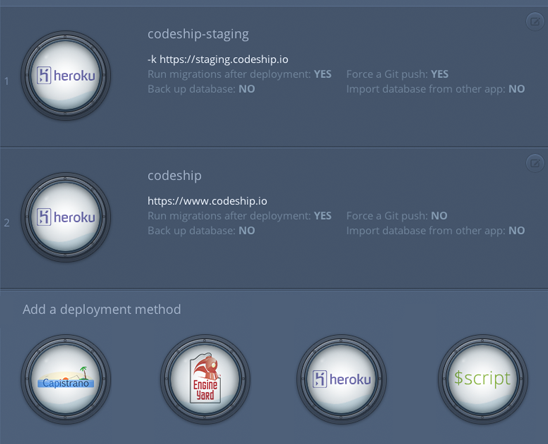 codeship-staging
-k https://staging.codeship.io
Run migrations after deployment: YES Force a Git push: YES
Back up database: NO Import database from other app: NO
1
heroku
codeship
https://www.codeship.io
Run migrations after deployment: YES Force a Git push: NO
Back up database: NO Import database from other app: NO
2
heroku
Add a deployment method
Capistrano
Engine
Yard
heroku
$script